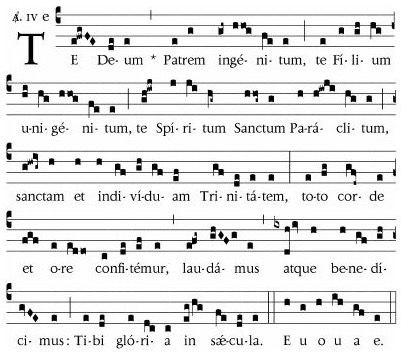 A. IV e
TE De·um * Patrem ingé·ni·tum, te Fí·li·um
u·ni·gé·ni·tum, te Spí·ri·tum Sanctum Pa·rá·cli·tum,
sanctam et indi·ví·du·am Tri·ni·tá·tem, to·to cor·de
et o·re confi·témur, lau·dá·mus atque be·ne·dí·
ci·mus: Ti·bi gló·ri·a in sǽ·cu·la. E u o u a e.